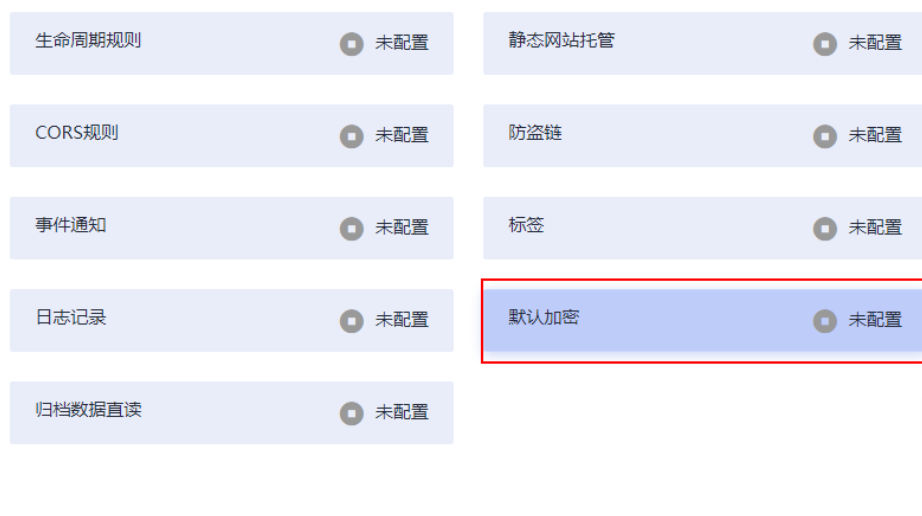 生命周期规则 未配置 静态网站托管 未配置
CORS规则 未配置 防盗链 未配置
事件通知 未配置 标签 未配置
日志记录 未配置 默认加密 未配置
归档数据直读 未配置